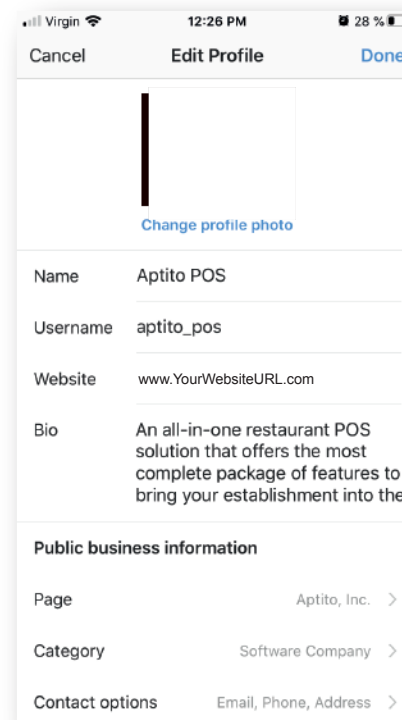 Virgin 12:26 PM 28 %
Cancel Edit Profile Done
Change profile photo
Name Aptito POS
Username aptito_pos
Website www.YourWebsiteURL.com
Bio An all-in-one restaurant POS
solution that offers the most
complete package of features to
bring your establishment into the
Public business information
Page Aptito, Inc.
Category Software Company
Contact options Email, Phone, Address